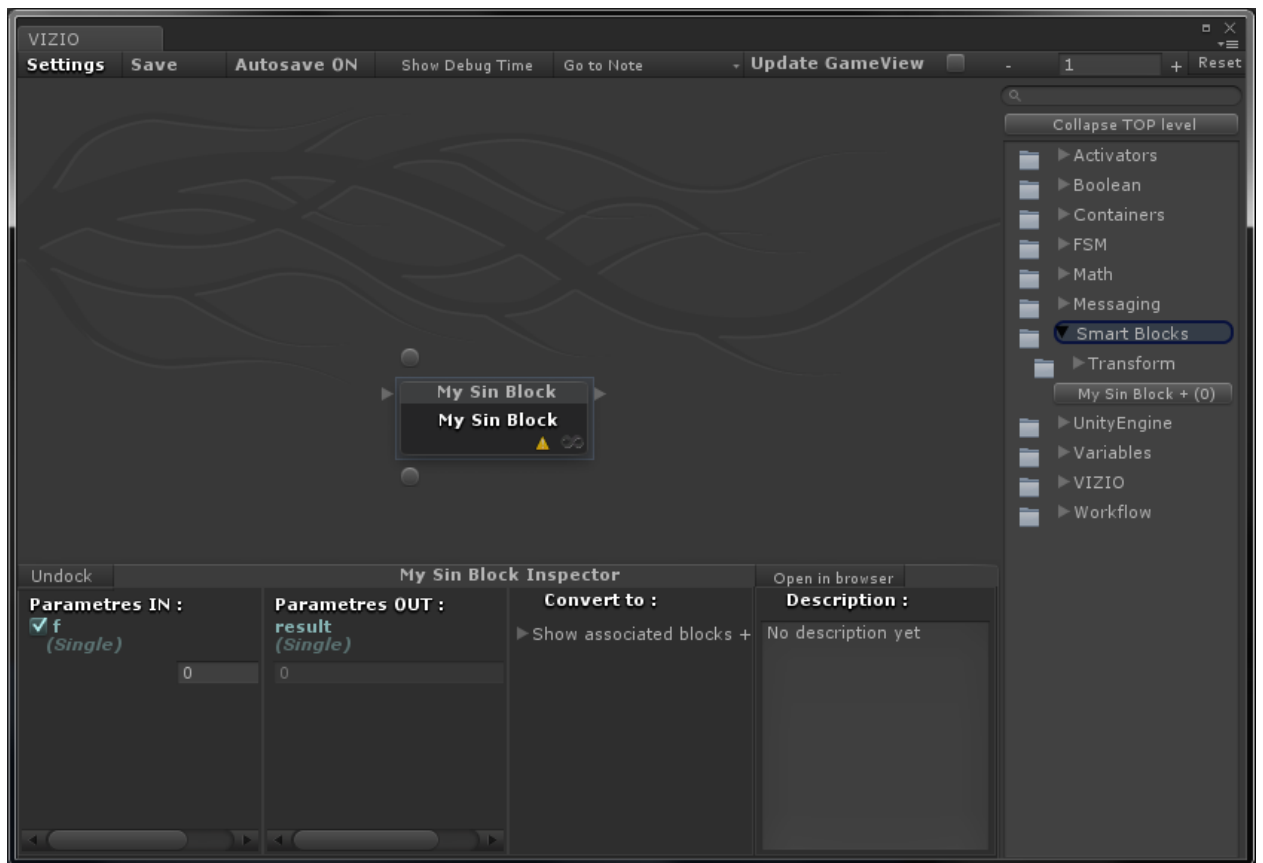 VIZIO
Settings Save Autosave ON Show Debug Time Go to Note Update GameView - 1 + Reset
Collapse TOP level
Activators
Boolean
Containers
FSM
Math
Messaging
Smart Blocks
Transform
My Sin Block + (0)
UnityEngine
Variables
VIZIO
Workflow
My Sin Block
My Sin Block
Undock My Sin Block Inspector Open in browser
Parametres IN :
f
(Single)
0
Parametres OUT :
result
(Single)
0
Convert to :
Show associated blocks +
Description :
No description yet